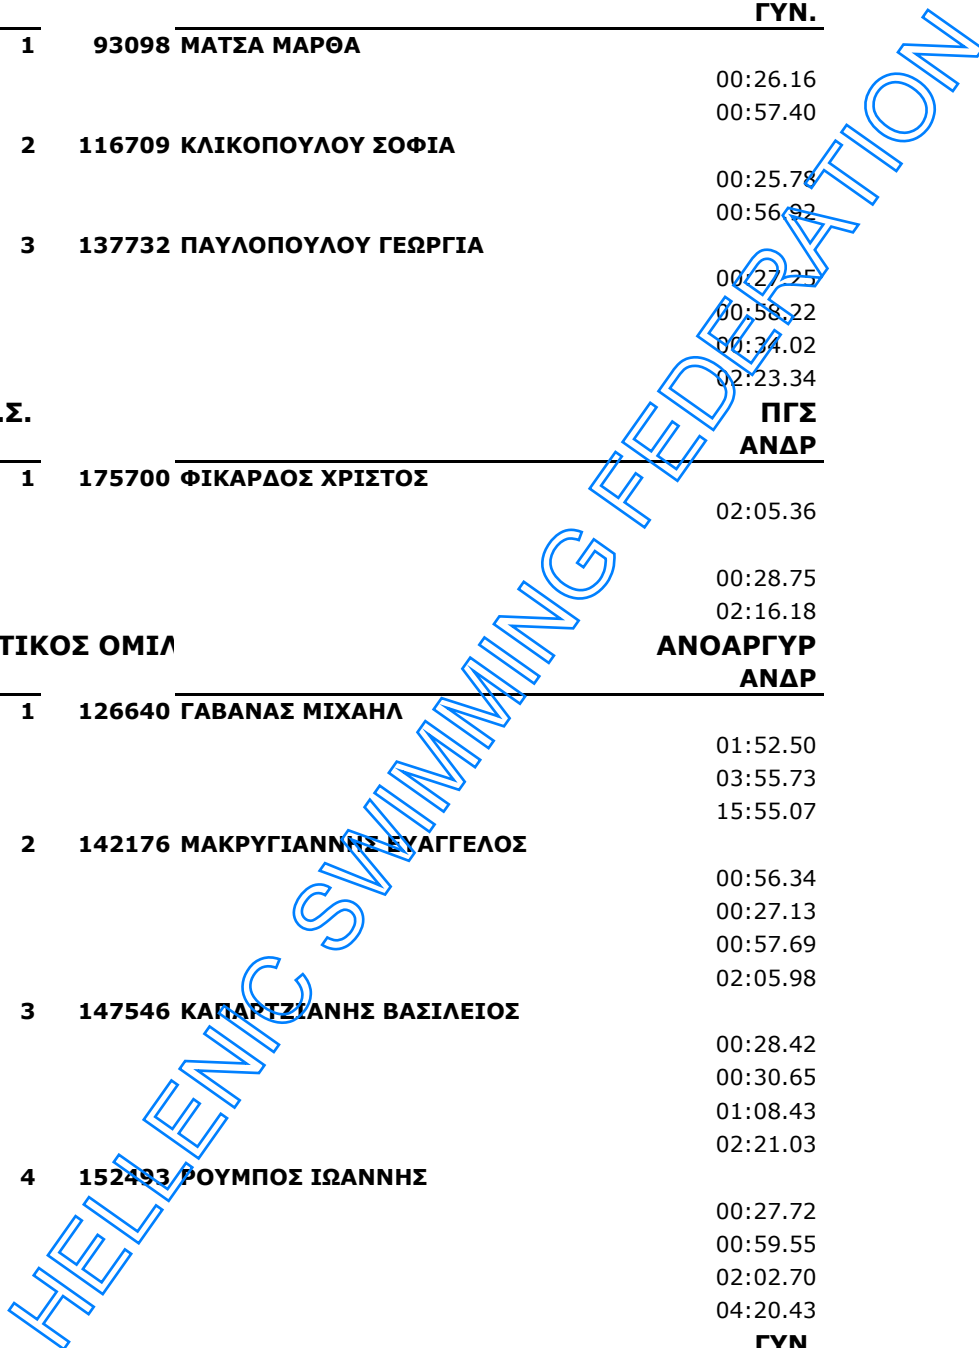 ΓΥΝ.
1 93098 ΜΑΤΣΑ ΜΑΡΘΑ
00:26.16
00:57.40
2 116709 ΚΛΙΚΟΠΟΥΛΟΥ ΣΟΦΙΑ
00:25.78
00:56.92
3 137732 ΠΑΥΛΟΠΟΥΛΟΥ ΓΕΩΡΓΙΑ
00:27.25
00:58.22
00:34.02
02:23.34
.Σ. ΠΓΣ
ΑΝΔΡ
1 175700 ΦΙΚΑΡΔΟΣ ΧΡΙΣΤΟΣ
02:05.36
00:28.75
02:16.18
ΤΙΚΟΣ ΟΜΙΛ ΑΝΟΑΡΓΥΡ
ΑΝΔΡ
1 126640 ΓΑΒΑΝΑΣ ΜΙΧΑΗΛ
01:52.50
03:55.73
15:55.07
2 142176 ΜΑΚΡΥΓΙΑΝΝΗΣ ΕΥΑΓΓΕΛΟΣ
00:56.34
00:27.13
00:57.69
02:05.98
3 147546 ΚΑΠΑΡΤΖΙΑΝΗΣ ΒΑΣΙΛΕΙΟΣ
00:28.42
00:30.65
01:08.43
02:21.03
4 152493 ΡΟΥΜΠΟΣ ΙΩΑΝΝΗΣ
00:27.72
00:59.55
02:02.70
04:20.43
ΓΥΝ
HELLENIC SWIMMING FEDERATION